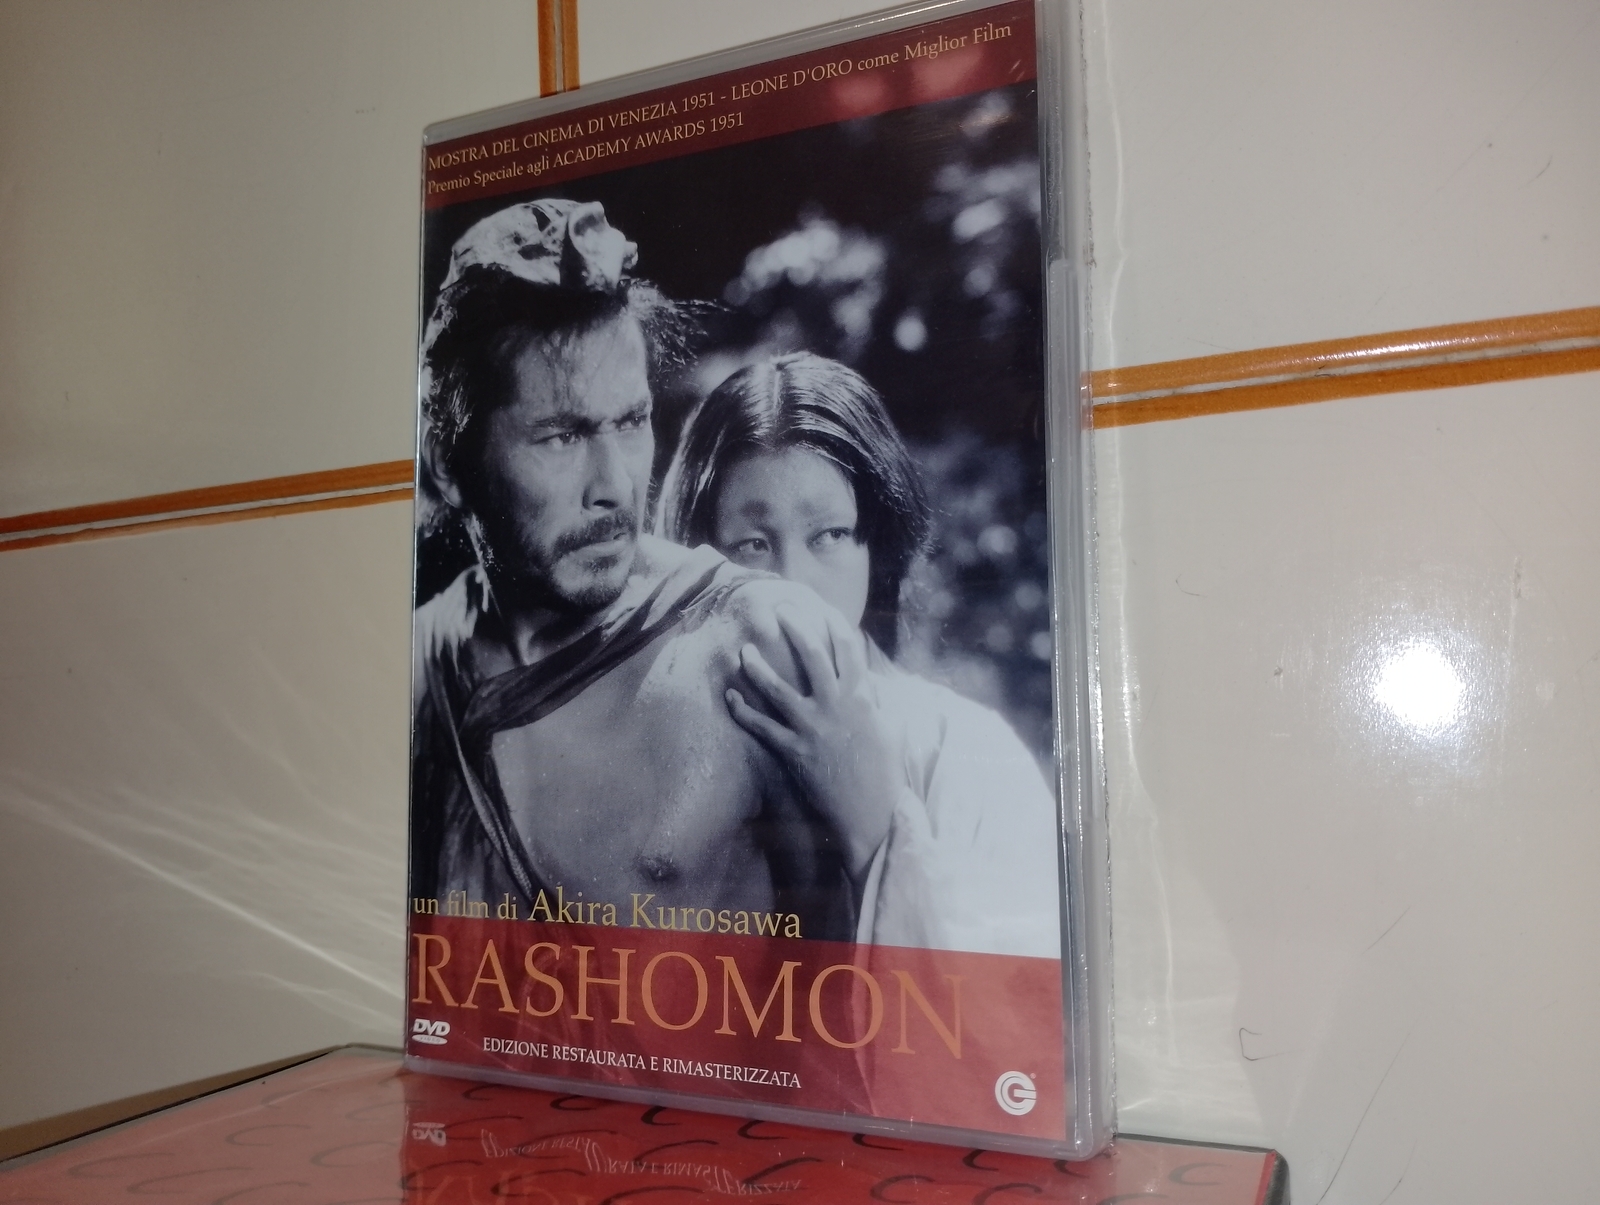 MOSTRA DEL CINEMA DI VENEZIA 1951 - LEONE D'ORO come Miglior Film
Premio Speciale agli ACADEMY AWARDS 1951
un film di Akira Kurosawa
RASHOMON
DVD
EDIZIONE RESTAURATA E RIMASTERIZZATA